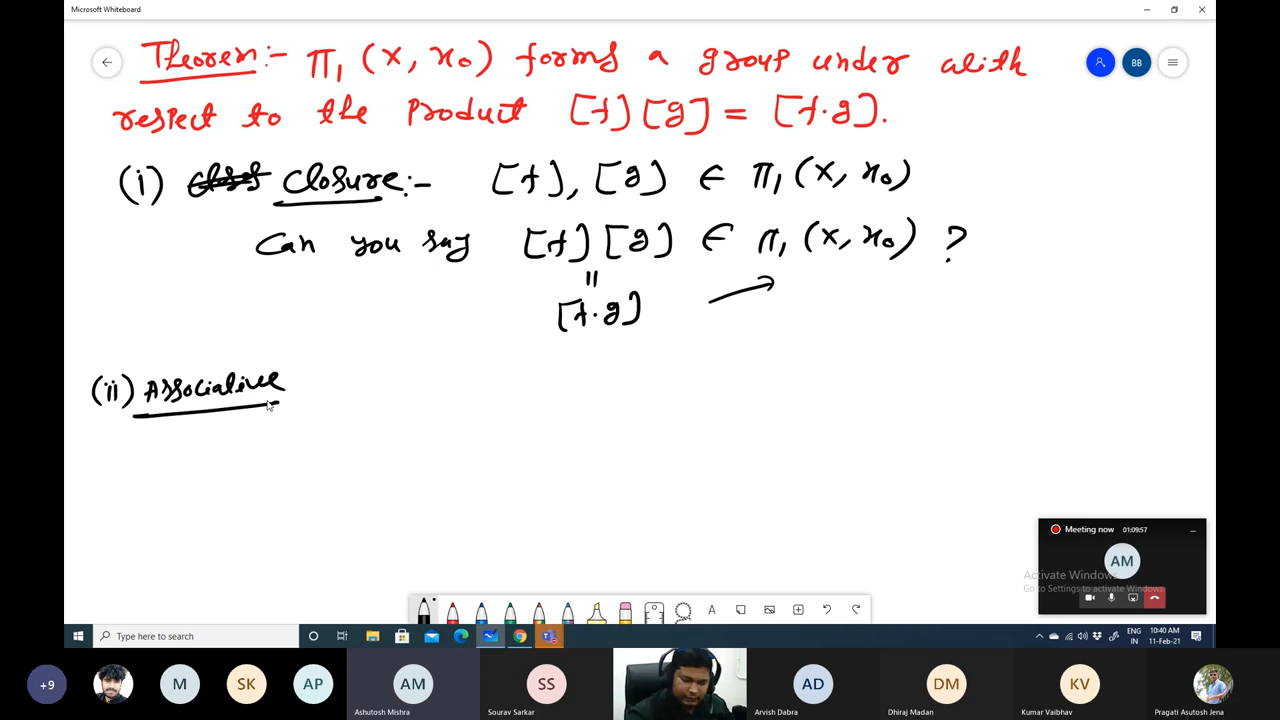 Microsoft Whiteboard
Theorem:- π₁ (X, x₀) forms a group under with
respect to the product [f][g] = [f·g].
BB
(i) Closure:- [f], [g] ∈ π₁ (X, x₀)
Can you say [f][g] ∈ π₁ (X, x₀) ?
=
[f·g] →
(ii) Associative
Meeting now 01:09:57
AM
Activate Windows
Go to Settings to activate Windows.
Type here to search
ENG
IN
10:40 AM
11-Feb-21
+9
M
SK
AP
AM
SS
AD
DM
KV
Ashutosh Mishra
Sourav Sarkar
Arvish Dabra
Dhiraj Madan
Kumar Vaibhav
Pragati Asutosh Jena